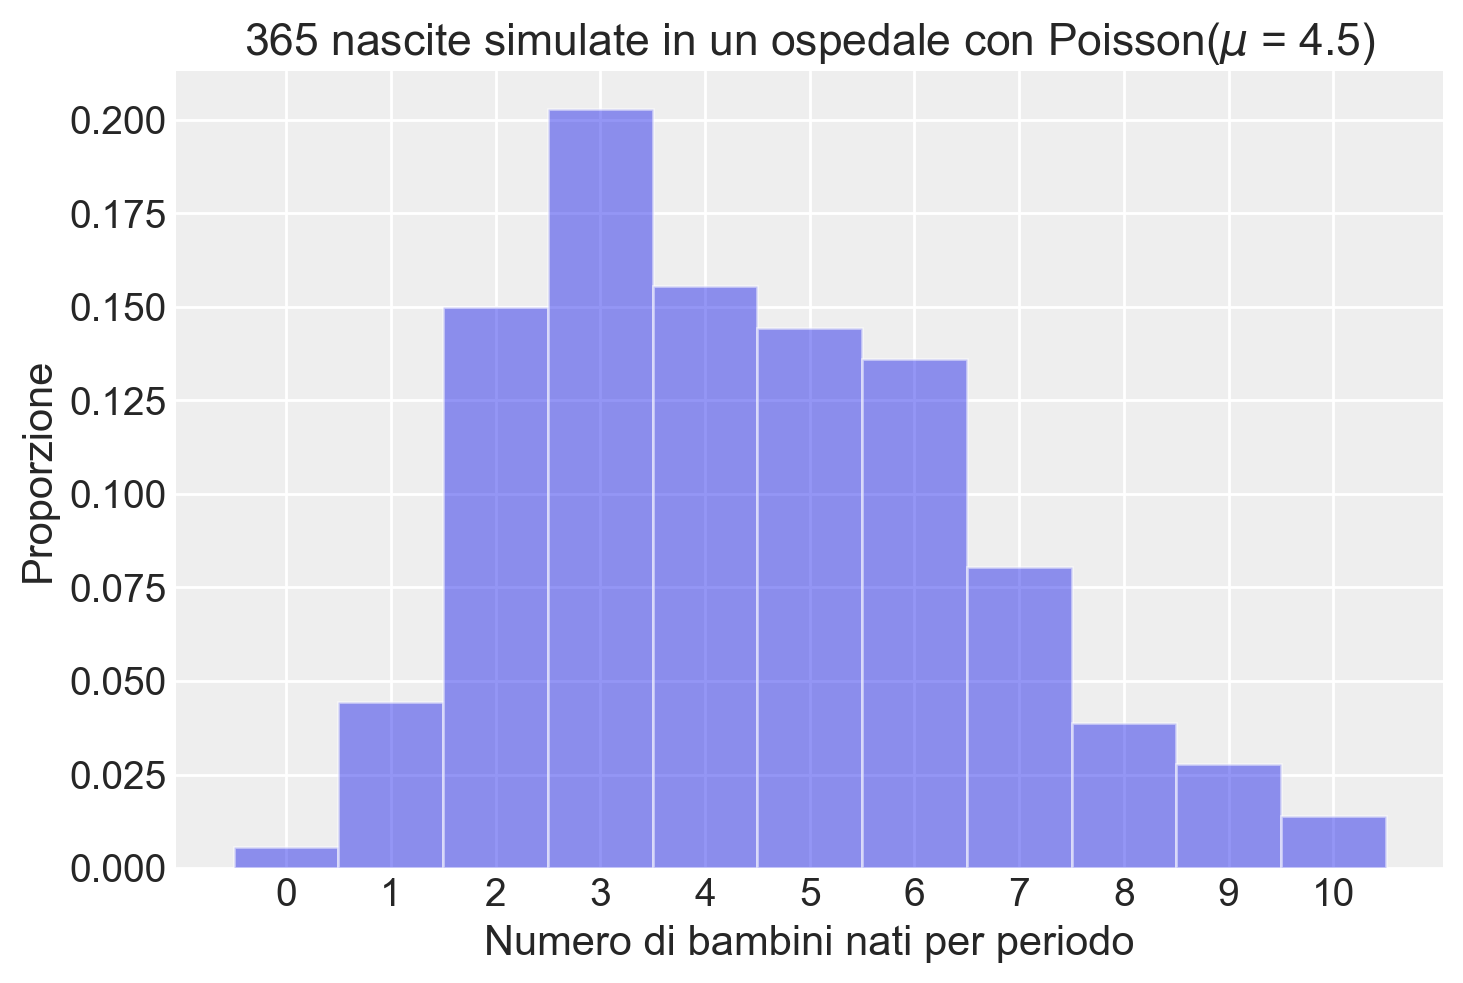 365 nascite simulate in un ospedale con Poisson(μ = 4.5)
0.200
0.175
0.150
0.125
0.100
0.075
0.050
0.025
0.000
Proporzione
0 1 2 3 4 5 6 7 8 9 10
Numero di bambini nati per periodo